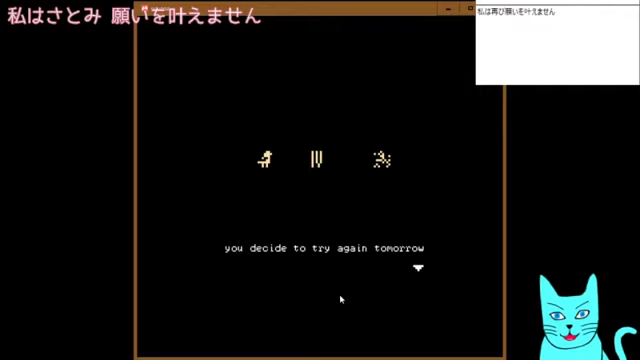 私はさとみ 願いを叶えません
私は再び願いを叶えません
you decide to try again tomorrow